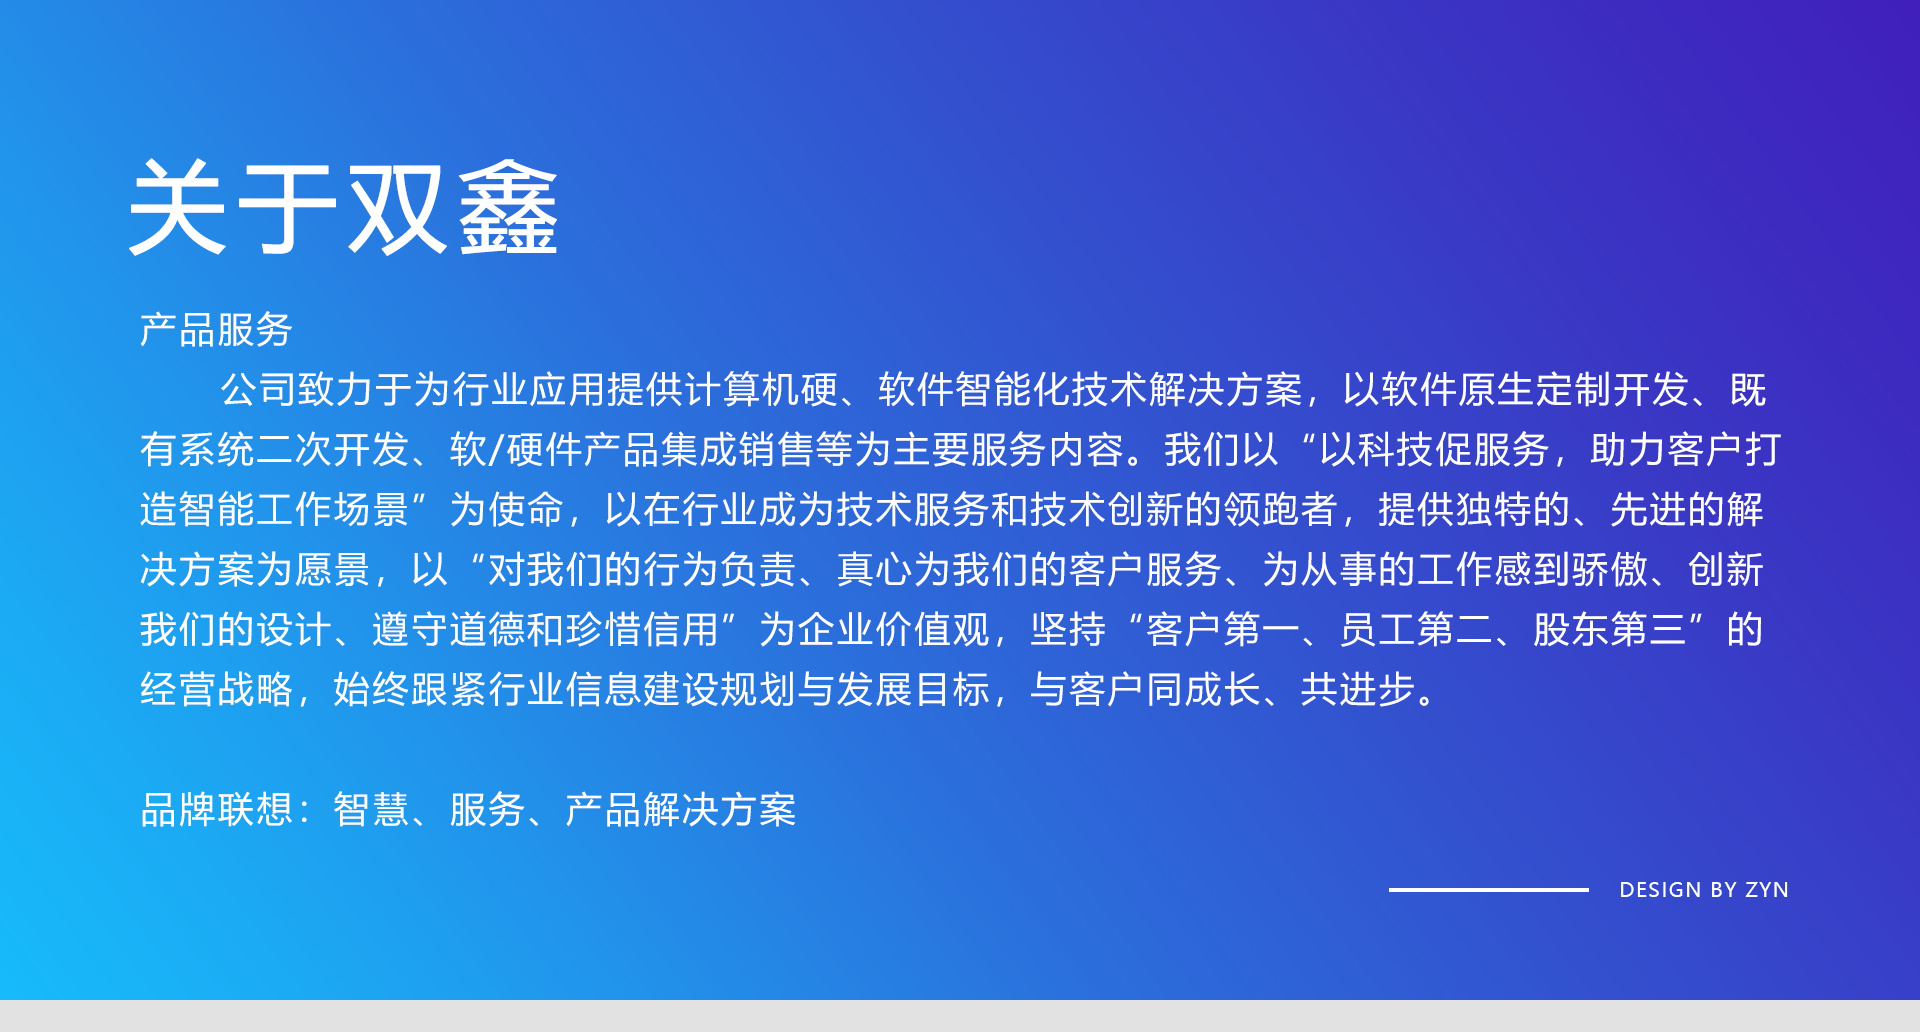 关于双鑫
产品服务
公司致力于为行业应用提供计算机硬、软件智能化技术解决方案，以软件原生定制开发、既
有系统二次开发、软/硬件产品集成销售等为主要服务内容。我们以“以科技促服务，助力客户打
造智能工作场景”为使命，以在行业成为技术服务和技术创新的领跑者，提供独特的、先进的解
决方案为愿景，以“对我们的行为负责、真心为我们的客户服务、为从事的工作感到骄傲、创新
我们的设计、遵守道德和珍惜信用”为企业价值观，坚持“客户第一、员工第二、股东第三”的
经营战略，始终跟紧行业信息建设规划与发展目标，与客户同成长、共进步。
品牌联想：智慧、服务、产品解决方案
DESIGN BY ZYN